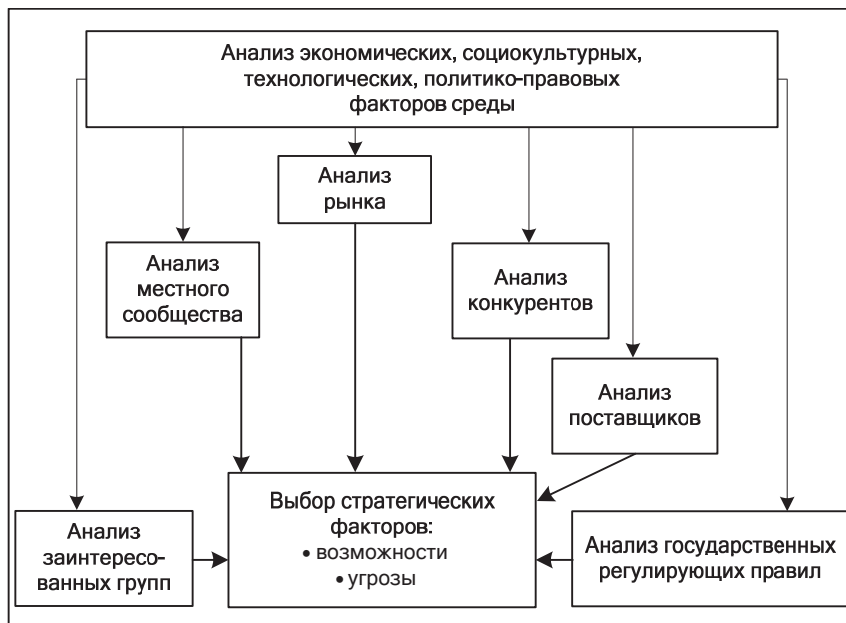 Анализ экономических, социокультурных,
технологических, политико-правовых
факторов среды
Анализ
рынка
Анализ
местного
сообщества
Анализ
конкурентов
Анализ
поставщиков
Выбор стратегических
факторов:
• возможности
• угрозы
Анализ
заинтересо-
ванных групп
Анализ государственных
регулирующих правил